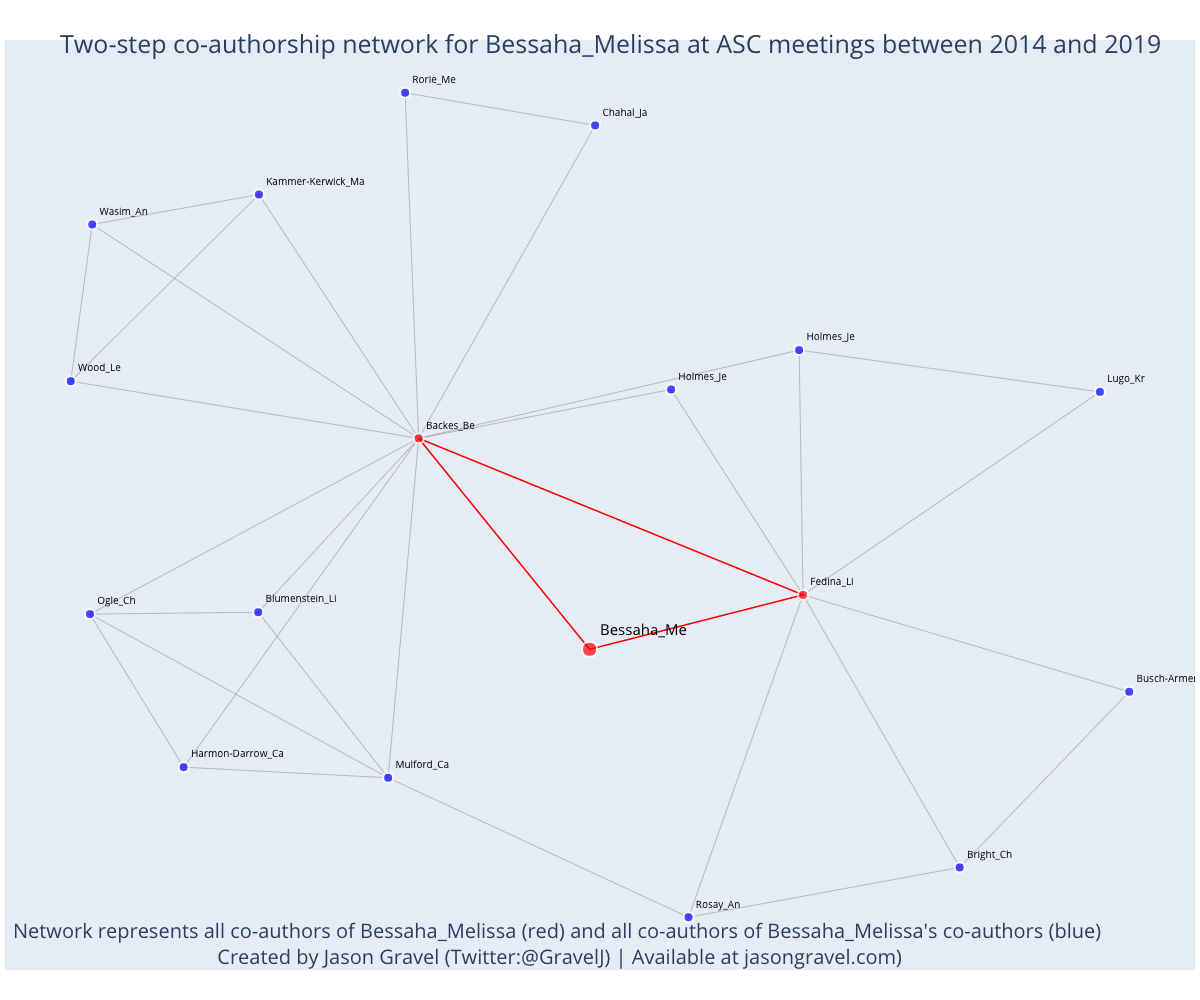 Two-step co-authorship network for Bessaha_Melissa at ASC meetings between 2014 and 2019
Rorie_Me
Chahal_Ja
Kammer-Kerwick_Ma
Wasim_An
Holmes_Je
Wood_Le
Holmes_Je
Lugo_Kr
Backes_Be
Fedina_Li
Ogle_Ch
Blumenstein_Li
Bessaha_Me
Busch-Armen
Harmon-Darrow_Ca
Mulford_Ca
Bright_Ch
Rosay_An
Network represents all co-authors of Bessaha_Melissa (red) and all co-authors of Bessaha_Melissa's co-authors (blue)
Created by Jason Gravel (Twitter:@GravelJ) | Available at jasongravel.com)